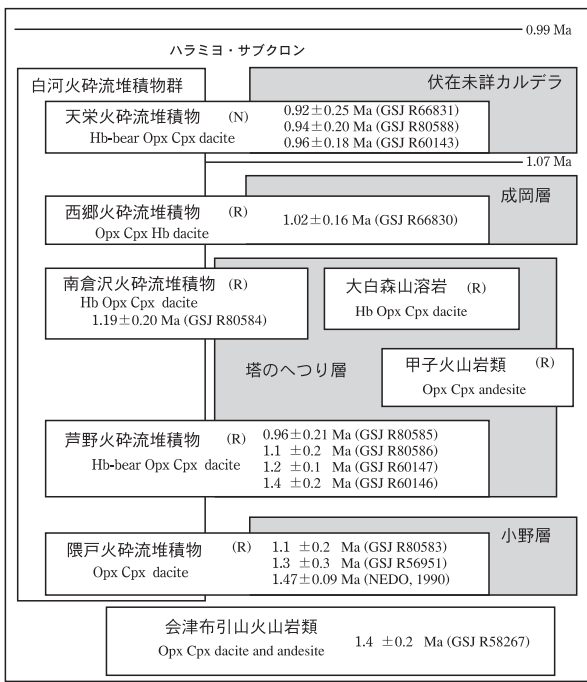 0.99 Ma
ハラミヨ・サブクロン
白河火砕流堆積物群
伏在未詳カルデラ
天栄火砕流堆積物 (N)
Hb-bear Opx Cpx dacite
0.92±0.25 Ma (GSJ R66831)
0.94±0.20 Ma (GSJ R80588)
0.96±0.18 Ma (GSJ R60143)
1.07 Ma
成岡層
西郷火砕流堆積物 (R)
Opx Cpx Hb dacite
1.02±0.16 Ma (GSJ R66830)
南倉沢火砕流堆積物 (R)
Hb Opx Cpx dacite
1.19±0.20 Ma (GSJ R80584)
大白森山溶岩 (R)
Hb Opx Cpx dacite
塔のへつり層
甲子火山岩類 (R)
Opx Cpx andesite
芦野火砕流堆積物 (R)
Hb-bear Opx Cpx dacite
0.96±0.21 Ma (GSJ R80585)
1.1 ±0.2 Ma (GSJ R80586)
1.2 ±0.1 Ma (GSJ R60147)
1.4 ±0.2 Ma (GSJ R60146)
小野層
隈戸火砕流堆積物 (R)
Opx Cpx dacite
1.1 ±0.2 Ma (GSJ R80583)
1.3 ±0.3 Ma (GSJ R56951)
1.47±0.09 Ma (NEDO, 1990)
会津布引山火山岩類
Opx Cpx dacite and andesite
1.4 ±0.2 Ma (GSJ R58267)